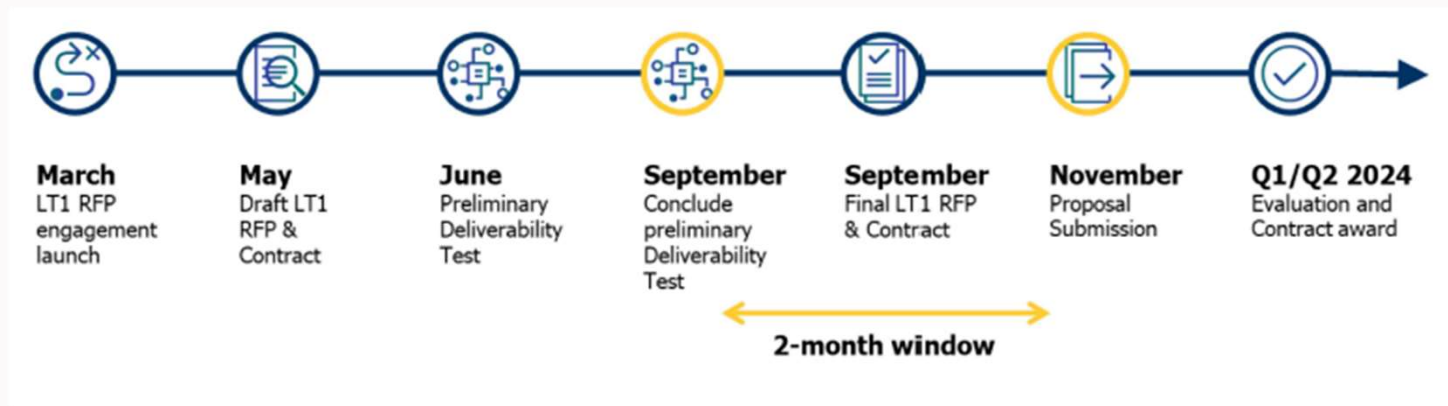 March
LT1 RFP
engagement
launch
May
Draft LT1
RFP &
Contract
June
Preliminary
Deliverability
Test
September
Conclude
preliminary
Deliverability
Test
September
Final LT1 RFP
& Contract
November
Proposal
Submission
Q1/Q2 2024
Evaluation and
Contract award
2-month window